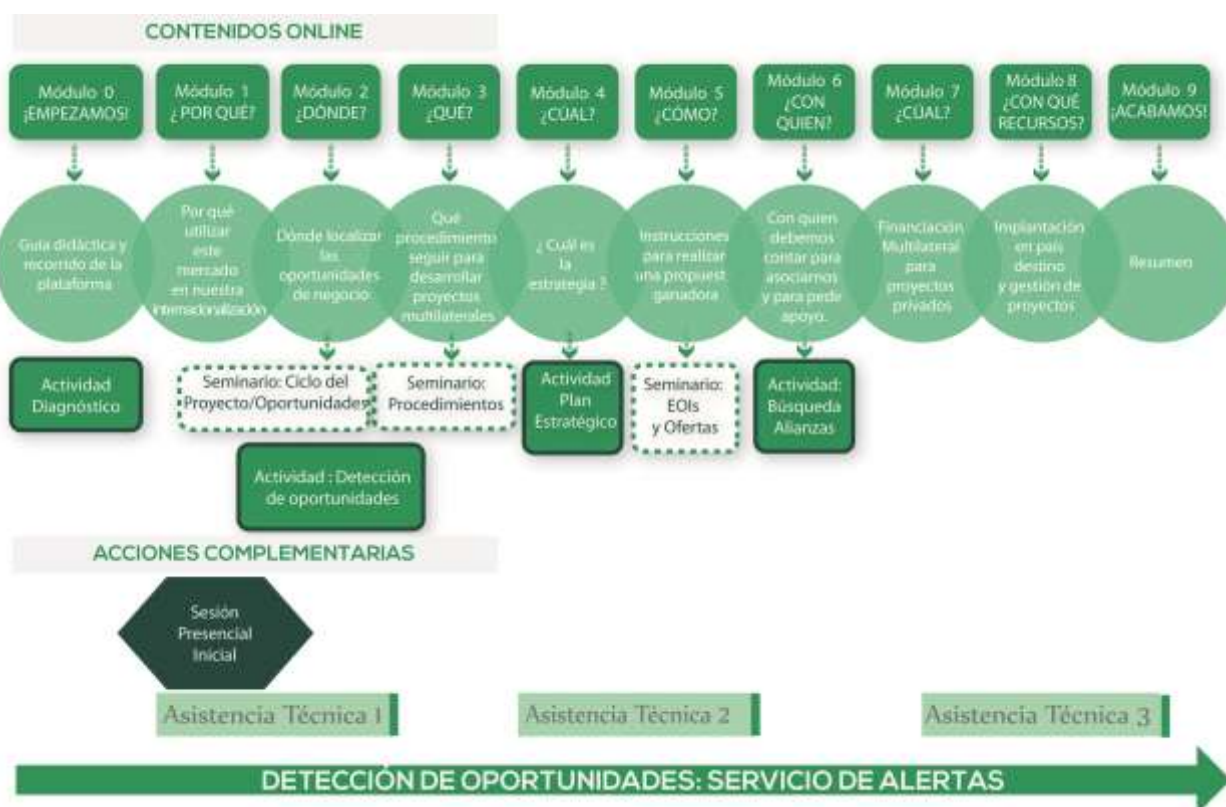 CONTENIDOS ONLINE
Módulo 0
¡EMPEZAMOS!
Módulo 1
¿POR QUÉ?
Módulo 2
¿DÓNDE?
Módulo 3
¿QUÉ?
Módulo 4
¿CUÁL?
Módulo 5
¿CÓMO?
Módulo 6
¿CON
QUIEN?
Módulo 7
¿CUAL?
Módulo 8
¿CON QUÉ
RECURSOS?
Módulo 9
¡ACABAMOS!
Guía didáctica y
recorrido de la
plataforma
Por qué
utilizar
este
mercado
en nuestra
internacionalización
Dónde localizar
las
oportunidades
de negocio
Qué
procedimiento
seguir para
desarrollar
proyectos
multilaterales
¿ Cuál es
la
estrategia ?
Instrucciones
para realizar
una propuesta
ganadora
Con quien
debemos
contar para
asociarnos
y para pedir
apoyo.
Financiación
Multilateral
para
proyectos
privados
Implantación
en país
destino
y gestión de
proyectos
Resumen
Actividad
Diagnóstico
Seminario: Ciclo del
Proyecto/Oportunidades
Seminario:
Procedimientos
Actividad
Plan
Estratégico
Seminario:
EOIs
y Ofertas
Actividad:
Búsqueda
Alianzas
Actividad : Detección
de oportunidades
ACCIONES COMPLEMENTARIAS
Sesión
Presencial
Inicial
Asistencia Técnica 1
Asistencia Técnica 2
Asistencia Técnica 3
DETECCIÓN DE OPORTUNIDADES: SERVICIO DE ALERTAS